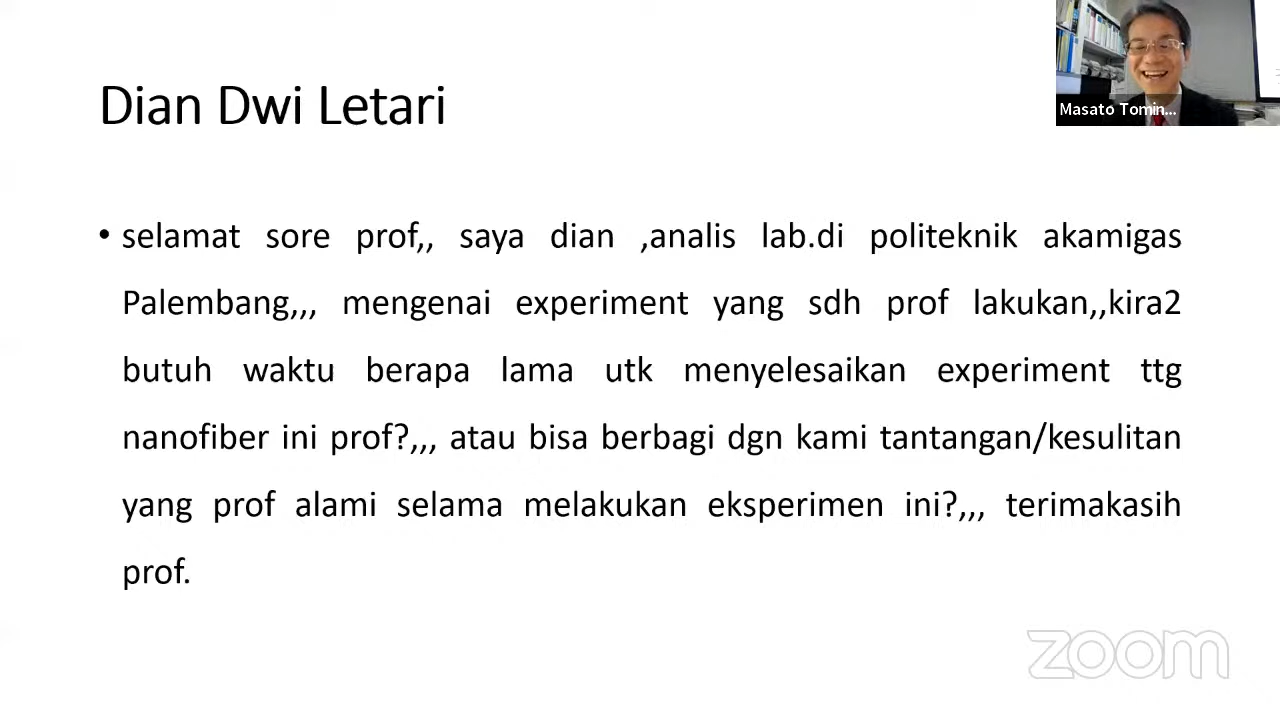 Masato Tomin...
Dian Dwi Letari
• selamat sore prof,, saya dian ,analis lab.di politeknik akamigas
Palembang,,, mengenai experiment yang sdh prof lakukan,,kira2
butuh waktu berapa lama utk menyelesaikan experiment ttg
nanofiber ini prof?,,, atau bisa berbagi dgn kami tantangan/kesulitan
yang prof alami selama melakukan eksperimen ini?,,, terimakasih
prof.
zoom